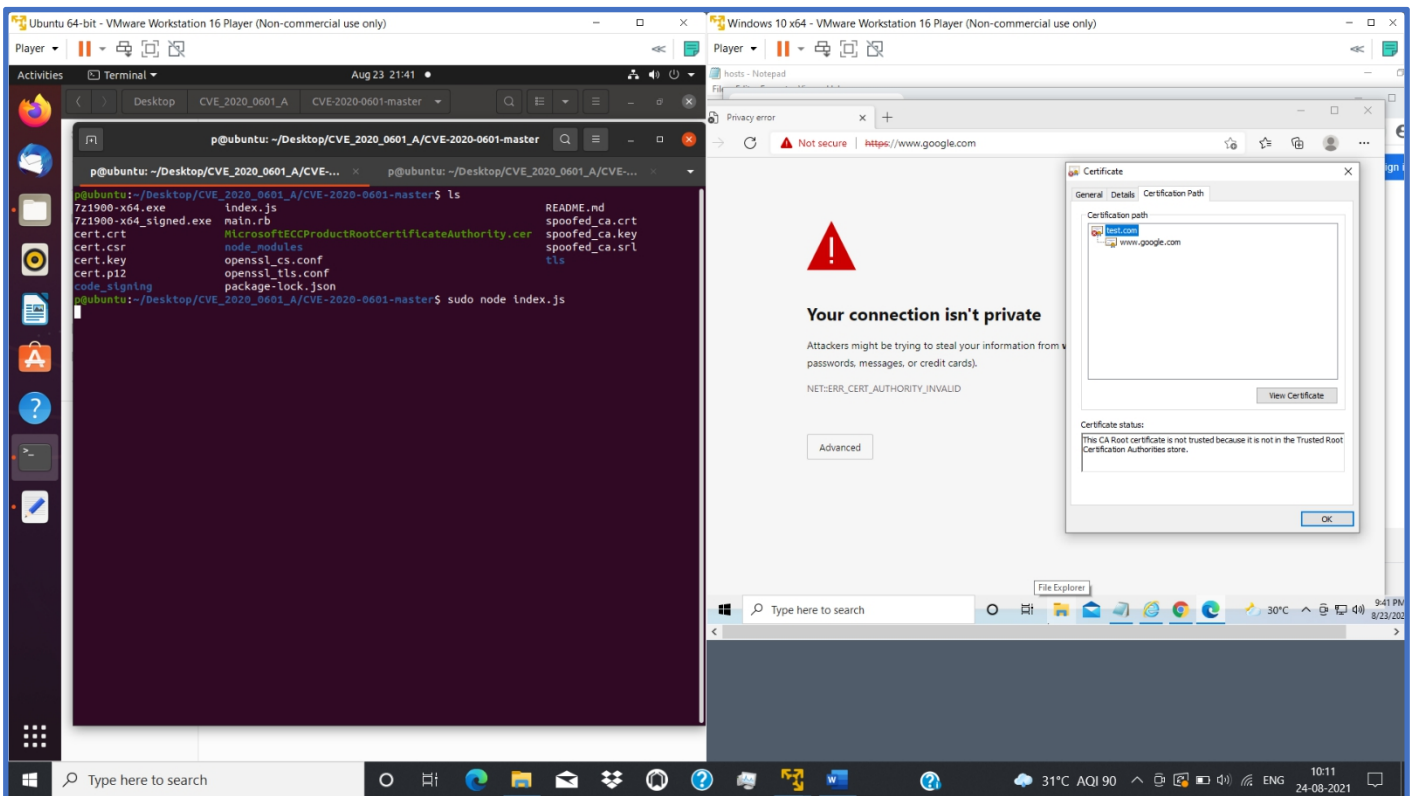 Ubuntu 64-bit - VMware Workstation 16 Player (Non-commercial use only)
Player
Activities
Terminal
Aug 23 21:41
Desktop
CVE_2020_0601_A
CVE-2020-0601-master
p@ubuntu: ~/Desktop/CVE_2020_0601_A/CVE-2020-0601-master
p@ubuntu: ~/Desktop/CVE_2020_0601_A/CVE-...
p@ubuntu: ~/Desktop/CVE_2020_0601_A/CVE-...
p@ubuntu:~/Desktop/CVE_2020_0601_A/CVE-2020-0601-master$ ls
7z1900-x64.exe index.js README.md
7z1900-x64_signed.exe main.rb spoofed_ca.crt
cert.crt MicrosoftECCProductRootCertificateAuthority.cer spoofed_ca.key
cert.csr node_modules spoofed_ca.srl
cert.key openssl_cs.conf tls
cert.p12 openssl_tls.conf
code_signing package-lock.json
p@ubuntu:~/Desktop/CVE_2020_0601_A/CVE-2020-0601-master$ sudo node index.js
Windows 10 x64 - VMware Workstation 16 Player (Non-commercial use only)
Player
hosts - Notepad
Privacy error
Not secure
https://www.google.com
Your connection isn't private
Attackers might be trying to steal your information from
passwords, messages, or credit cards).
NET::ERR_CERT_AUTHORITY_INVALID
Advanced
Certificate
General Details Certification Path
Certification path
test.com
www.google.com
View Certificate
Certificate status:
This CA Root certificate is not trusted because it is not in the Trusted Root
Certification Authorities store.
OK
File Explorer
Type here to search
30°C
9:41 PM
8/23/202
Type here to search
31°C AQI 90
ENG
10:11
24-08-2021